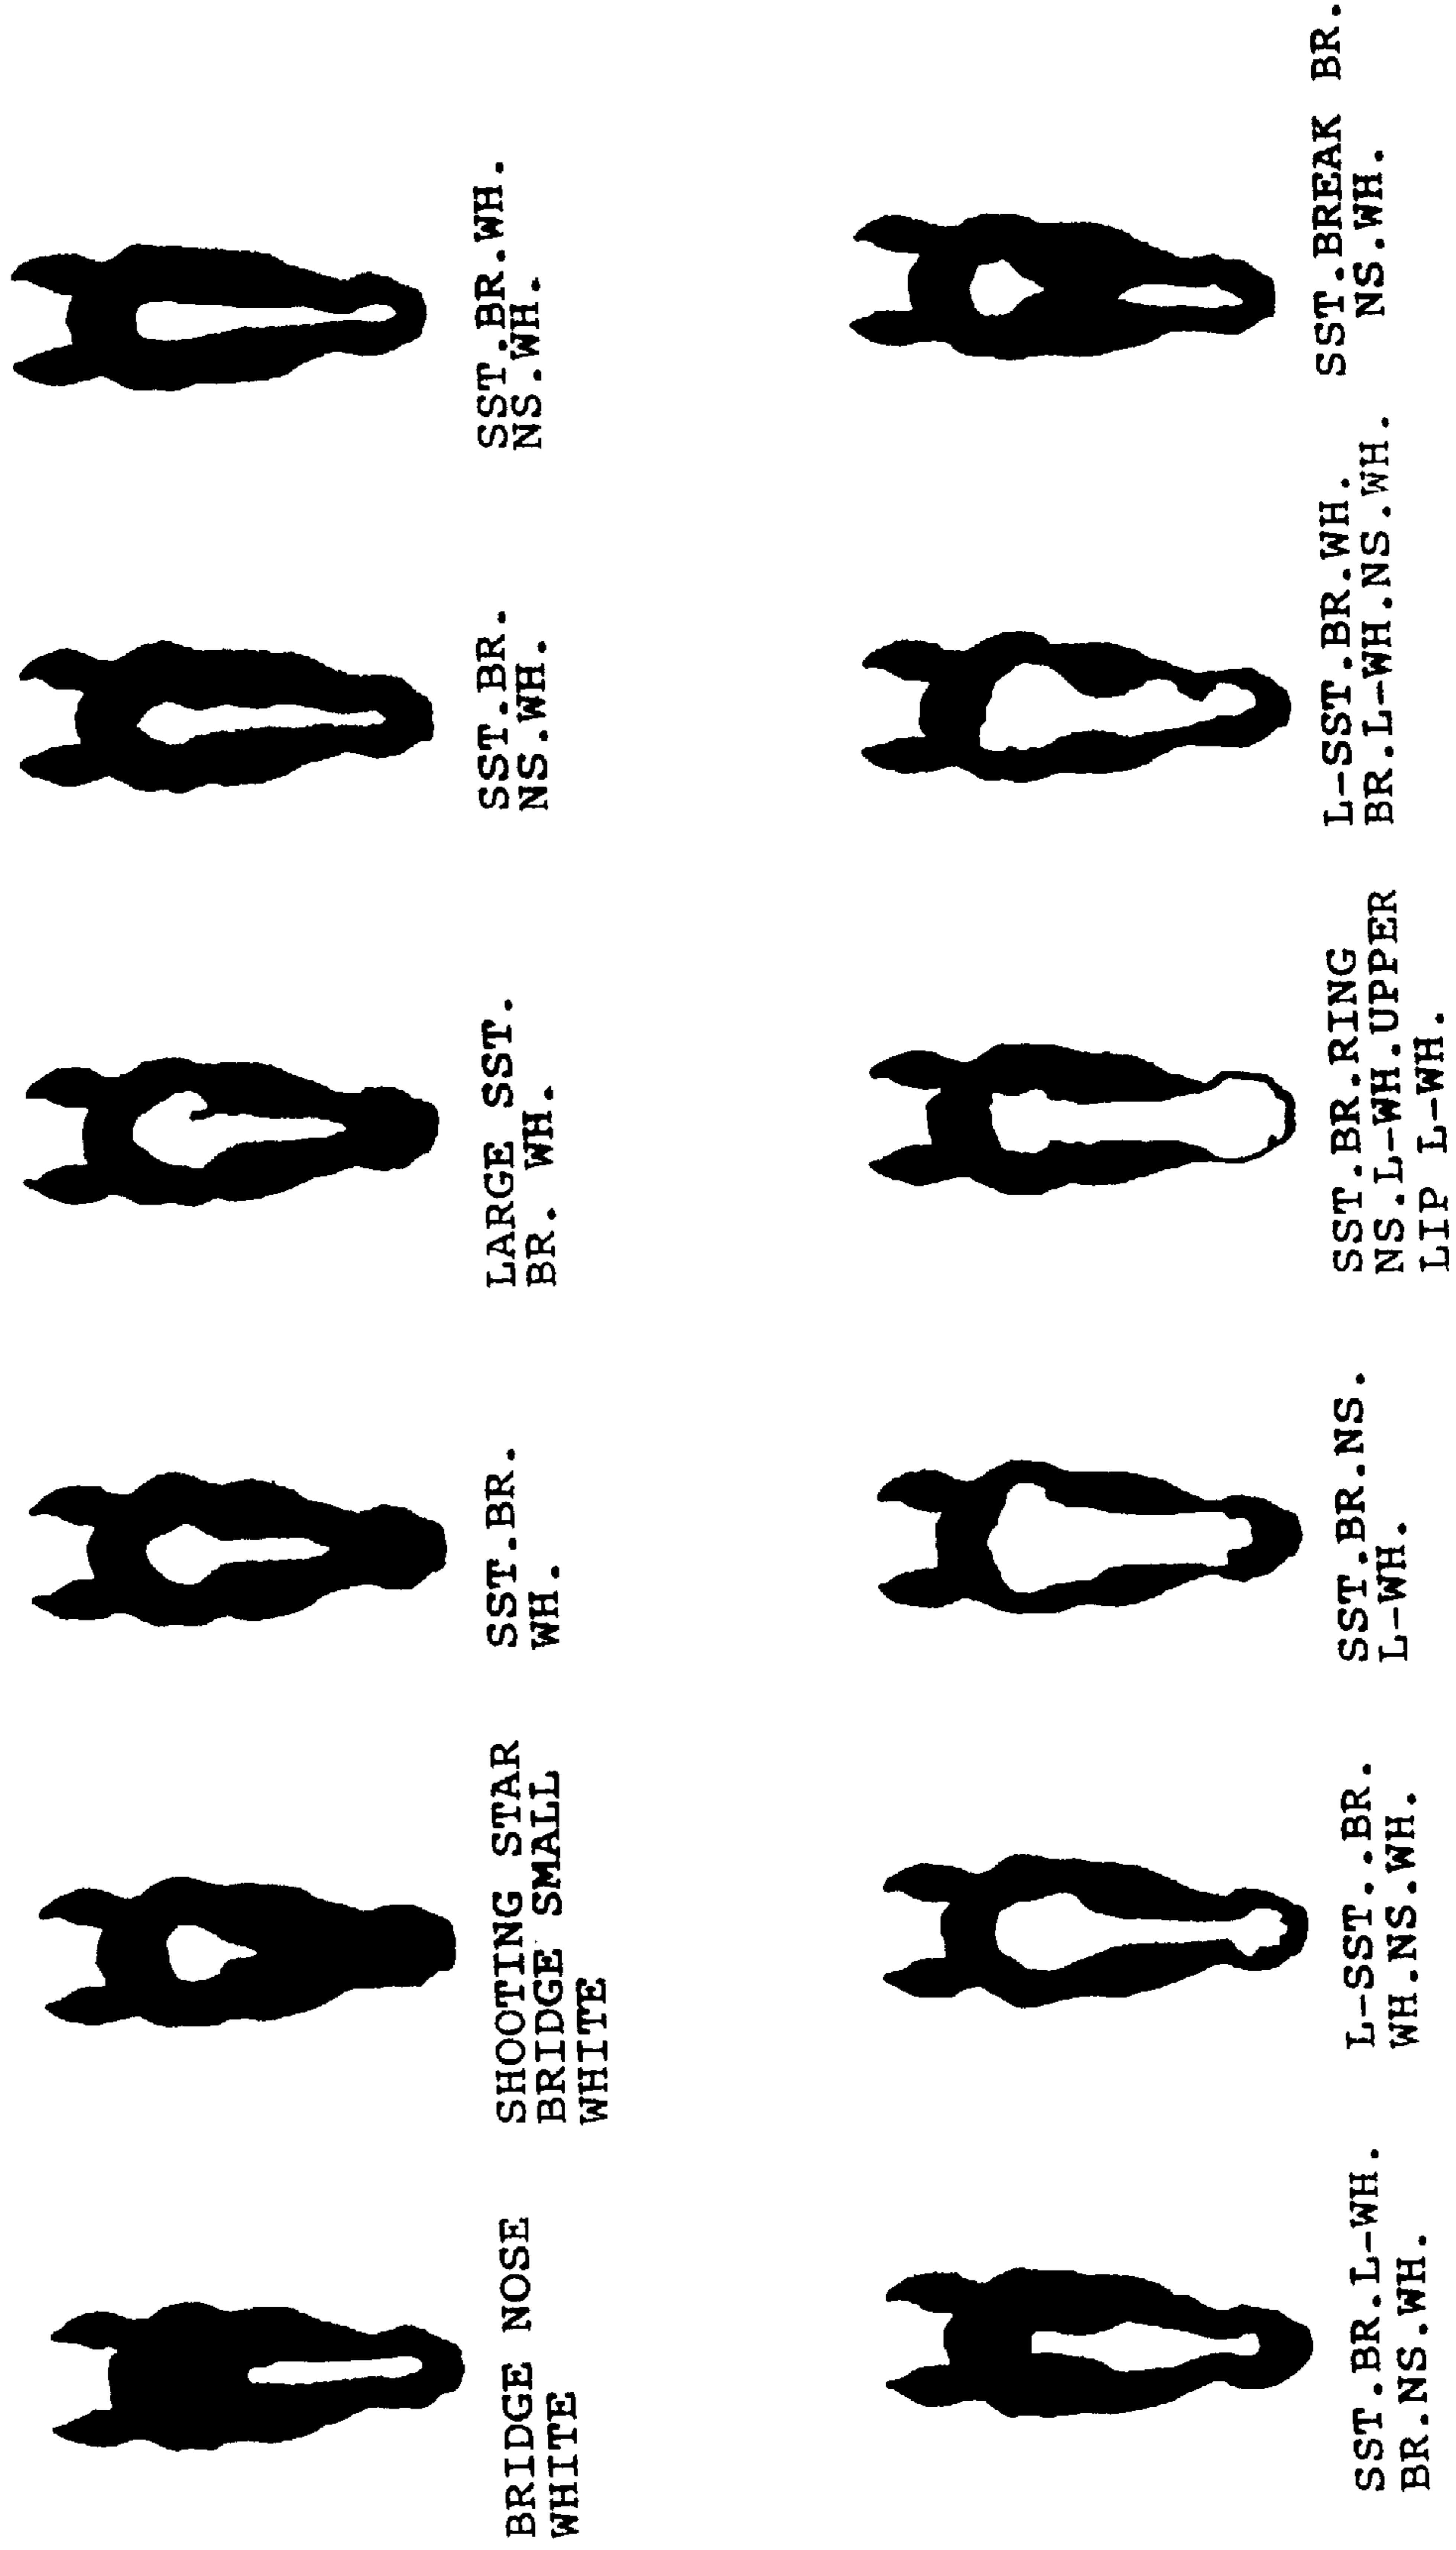 BRIDGE NOSE
WHITE
SHOOTING STAR
BRIDGE SMALL
WHITE
SST.BR.
WH.
LARGE SST.
BR. WH.
SST.BR.
NS.WH.
SST.BR.WH.
NS.WH.
SST.BR.L-WH.
BR.NS.WH.
L-SST..BR.
WH.NS.WH.
SST.BR.NS.
L-WH.
SST.BR.RING
NS.L-WH.UPPER
LIP L-WH.
L-SST.BR.WH.
BR.L-WH.NS.WH.
SST.BREAK BR.
NS.WH.